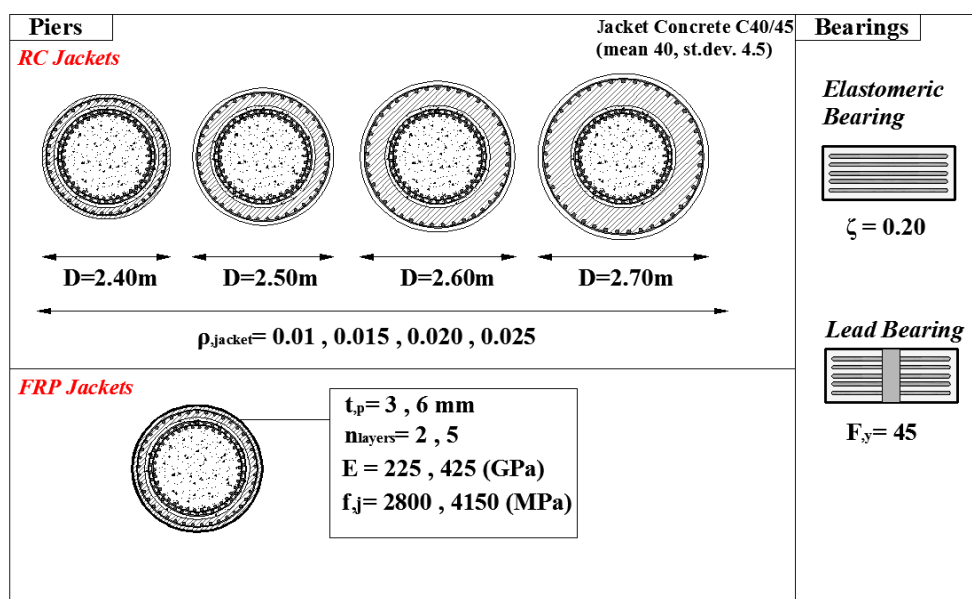 Piers
Jacket Concrete C40/45
(mean 40, st.dev. 4.5)
RC Jackets
D=2.40m
D=2.50m
D=2.60m
D=2.70m
ρ,jacket= 0.01 , 0.015 , 0.020 , 0.025
FRP Jackets
t,p= 3 , 6 mm
nlayers= 2 , 5
E = 225 , 425 (GPa)
f,j= 2800 , 4150 (MPa)
Bearings
Elastomeric
Bearing
ζ = 0.20
Lead Bearing
F,y= 45